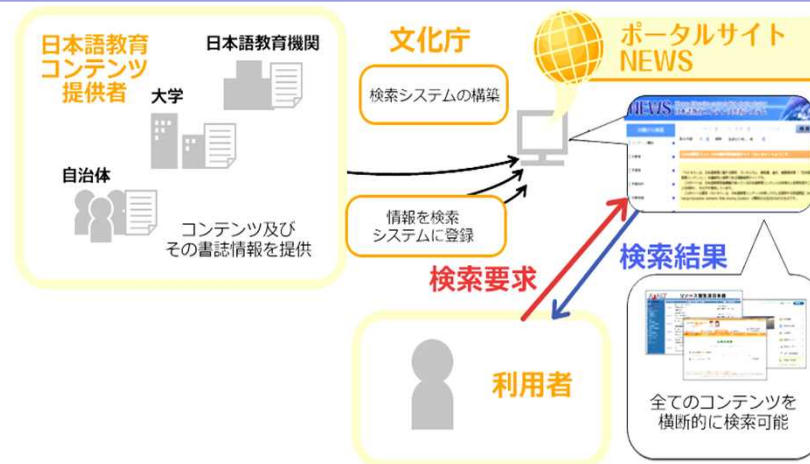 日本語教育
コンテンツ
提供者
日本語教育機関
大学
自治体
コンテンツ及び
その書誌情報を提供
文化庁
検索システムの構築
情報を検索
システムに登録
ポータルサイト
NEWS
NEWS
検索要求
検索結果
利用者
全てのコンテンツを
横断的に検索可能